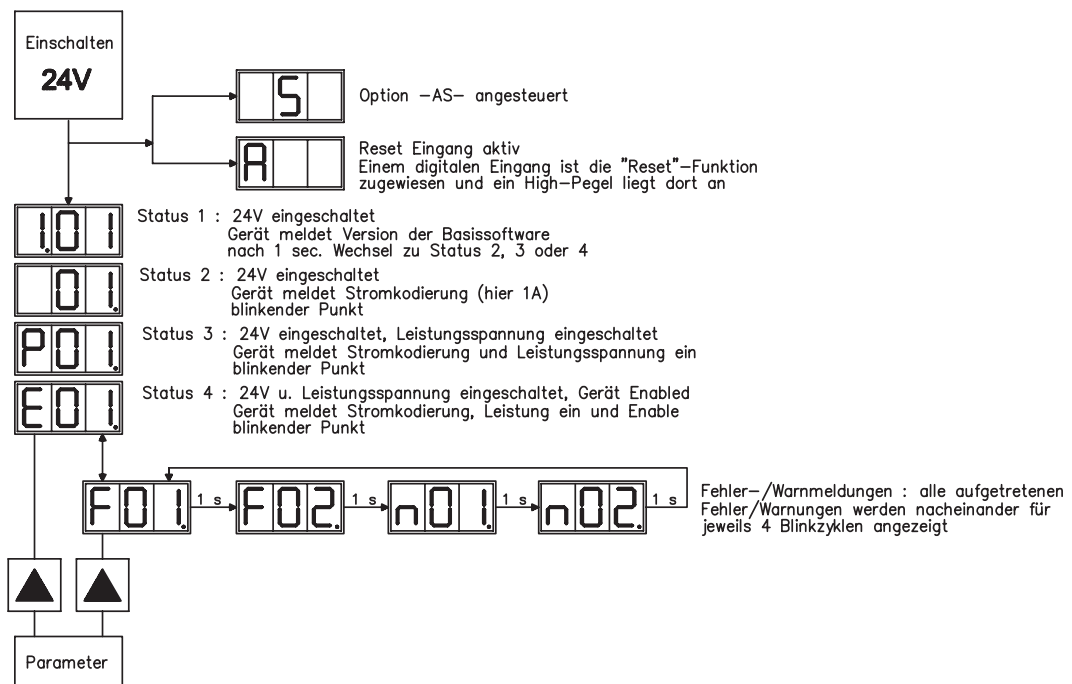 Einschalten
24V
S
Option -AS- angesteuert
A
Reset Eingang aktiv
Einem digitalen Eingang ist die "Reset"-Funktion
zugewiesen und ein High-Pegel liegt dort an
1.01
Status 1 : 24V eingeschaltet
Gerät meldet Version der Basissoftware
nach 1 sec. Wechsel zu Status 2, 3 oder 4
01.
Status 2 : 24V eingeschaltet
Gerät meldet Stromkodierung (hier 1A)
blinkender Punkt
P01.
Status 3 : 24V eingeschaltet, Leistungsspannung eingeschaltet
Gerät meldet Stromkodierung und Leistungsspannung ein
blinkender Punkt
E01.
Status 4 : 24V u. Leistungsspannung eingeschaltet, Gerät Enabled
Gerät meldet Stromkodierung, Leistung ein und Enable
blinkender Punkt
F01. 1 s F02. 1 s n01. 1 s n02. 1 s
Fehler-/Warnmeldungen : alle aufgetretenen
Fehler/Warnungen werden nacheinander für
jeweils 4 Blinkzyklen angezeigt
Parameter